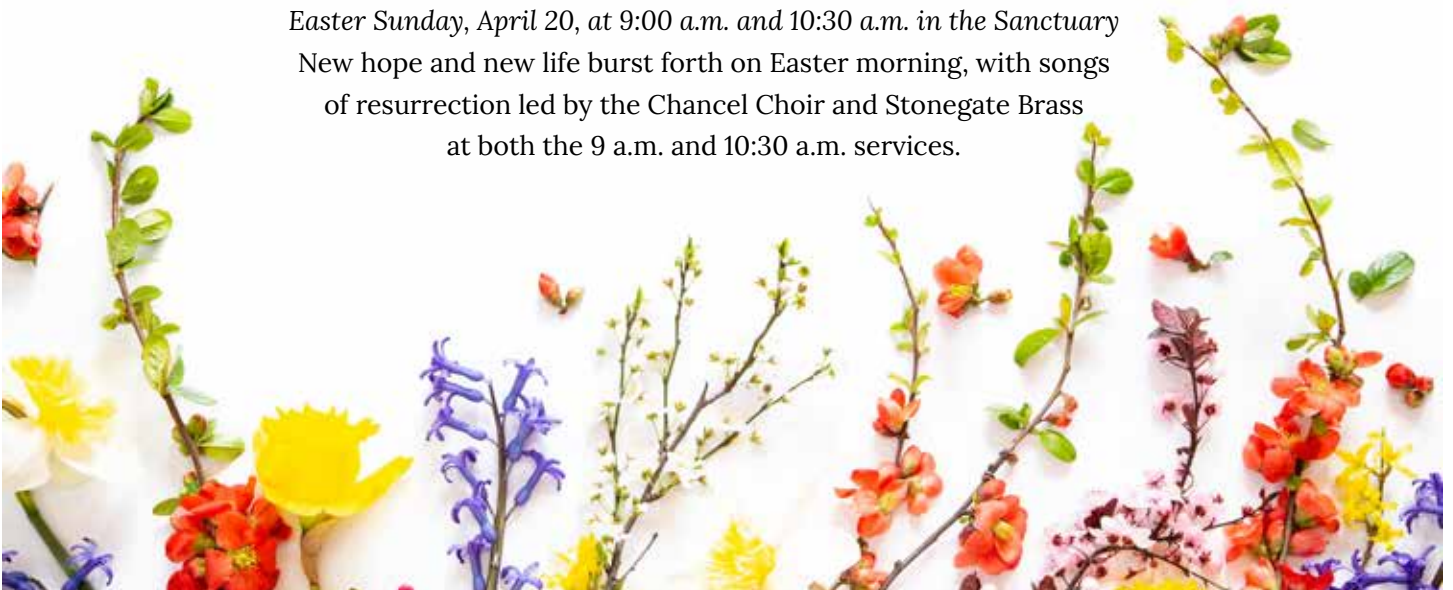 Easter Sunday, April 20, at 9:00 a.m. and 10:30 a.m. in the Sanctuary
New hope and new life burst forth on Easter morning, with songs
of resurrection led by the Chancel Choir and Stonegate Brass
at both the 9 a.m. and 10:30 a.m. services.